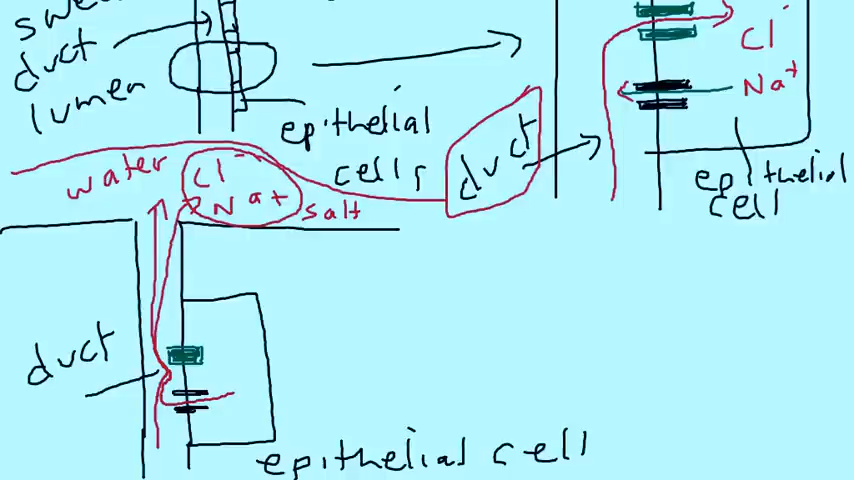 duct
lumen
epithelial
cells
duct
Cl-
Na+
epithelial
cell
water
Cl-
Na+
salt
duct
epithelial cell